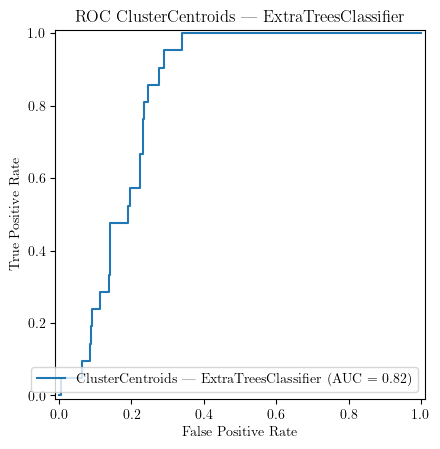 ROC ClusterCentroids — ExtraTreesClassifier
True Positive Rate
1.0
0.8
0.6
0.4
0.2
0.0
ClusterCentroids — ExtraTreesClassifier (AUC = 0.82)
0.0 0.2 0.4 0.6 0.8 1.0
False Positive Rate